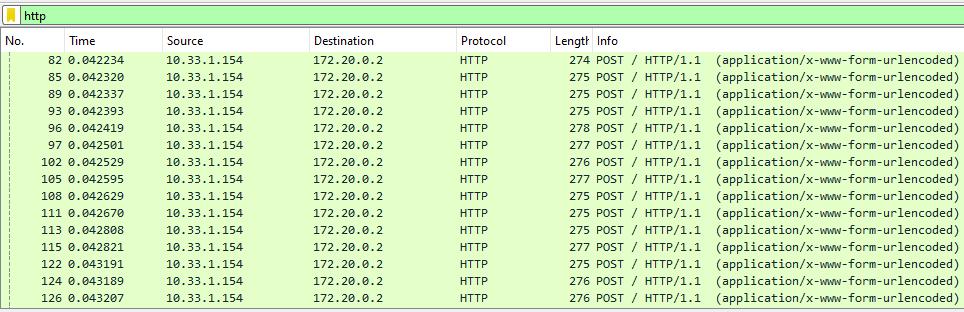 http
No. Time Source Destination Protocol Length Info
82 0.042234 10.33.1.154 172.20.0.2 HTTP 274 POST / HTTP/1.1 (application/x-www-form-urlencoded)
85 0.042320 10.33.1.154 172.20.0.2 HTTP 275 POST / HTTP/1.1 (application/x-www-form-urlencoded)
89 0.042337 10.33.1.154 172.20.0.2 HTTP 275 POST / HTTP/1.1 (application/x-www-form-urlencoded)
93 0.042393 10.33.1.154 172.20.0.2 HTTP 275 POST / HTTP/1.1 (application/x-www-form-urlencoded)
96 0.042419 10.33.1.154 172.20.0.2 HTTP 278 POST / HTTP/1.1 (application/x-www-form-urlencoded)
97 0.042501 10.33.1.154 172.20.0.2 HTTP 277 POST / HTTP/1.1 (application/x-www-form-urlencoded)
102 0.042529 10.33.1.154 172.20.0.2 HTTP 276 POST / HTTP/1.1 (application/x-www-form-urlencoded)
105 0.042595 10.33.1.154 172.20.0.2 HTTP 277 POST / HTTP/1.1 (application/x-www-form-urlencoded)
108 0.042629 10.33.1.154 172.20.0.2 HTTP 275 POST / HTTP/1.1 (application/x-www-form-urlencoded)
111 0.042670 10.33.1.154 172.20.0.2 HTTP 275 POST / HTTP/1.1 (application/x-www-form-urlencoded)
113 0.042808 10.33.1.154 172.20.0.2 HTTP 275 POST / HTTP/1.1 (application/x-www-form-urlencoded)
115 0.042821 10.33.1.154 172.20.0.2 HTTP 277 POST / HTTP/1.1 (application/x-www-form-urlencoded)
122 0.043191 10.33.1.154 172.20.0.2 HTTP 275 POST / HTTP/1.1 (application/x-www-form-urlencoded)
124 0.043189 10.33.1.154 172.20.0.2 HTTP 276 POST / HTTP/1.1 (application/x-www-form-urlencoded)
126 0.043207 10.33.1.154 172.20.0.2 HTTP 276 POST / HTTP/1.1 (application/x-www-form-urlencoded)